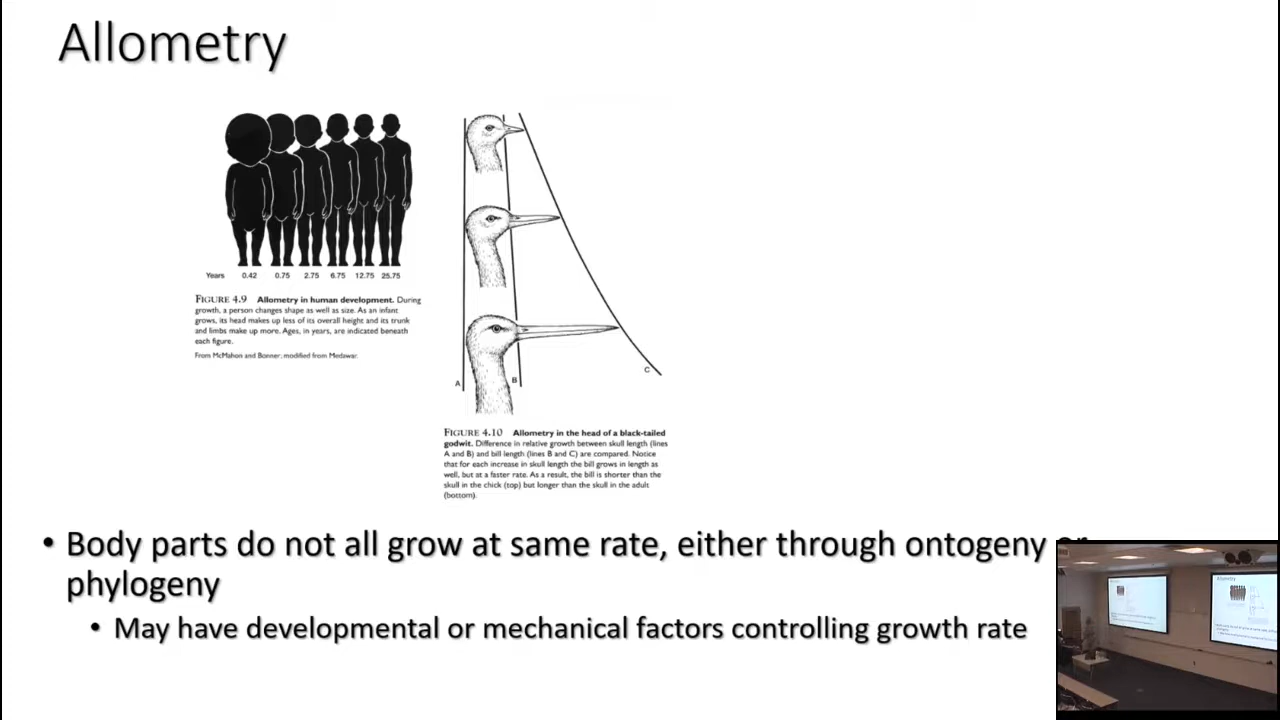 Allometry
Years 0.42 0.75 2.75 6.75 12.75 25.75
FIGURE 4.9 Allometry in human development. During
growth, a person changes shape as well as size. As an infant
grows, its head makes up less of its overall height and its trunk
and limbs make up more. Ages, in years, are indicated beneath
each figure.
From McMahon and Bonner, modified from Medawar.
A B C
FIGURE 4.10 Allometry in the head of a black-tailed
godwit. Difference in relative growth between skull length (lines
A and B) and bill length (lines B and C) are compared. Notice
that for each increase in skull length the bill grows in length as
well, but at a faster rate. As a result, the bill is shorter than the
skull in the chick (top) but longer than the skull in the adult
(bottom).
• Body parts do not all grow at same rate, either through ontogeny or
phylogeny
• May have developmental or mechanical factors controlling growth rate
Allometry